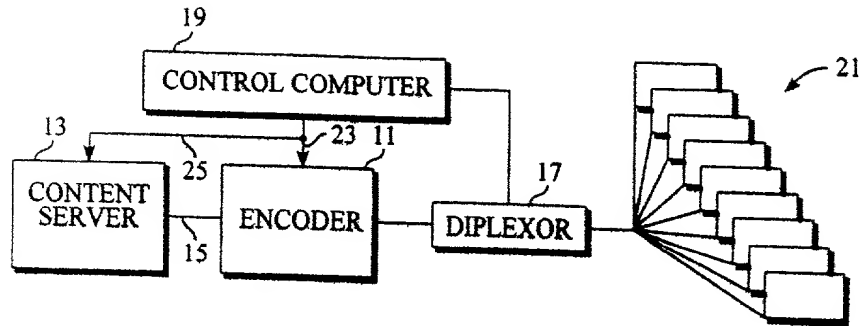 19
21
CONTROL COMPUTER
13
23
11
25
17
CONTENT
SERVER
ENCODER
DIPLEXOR
15